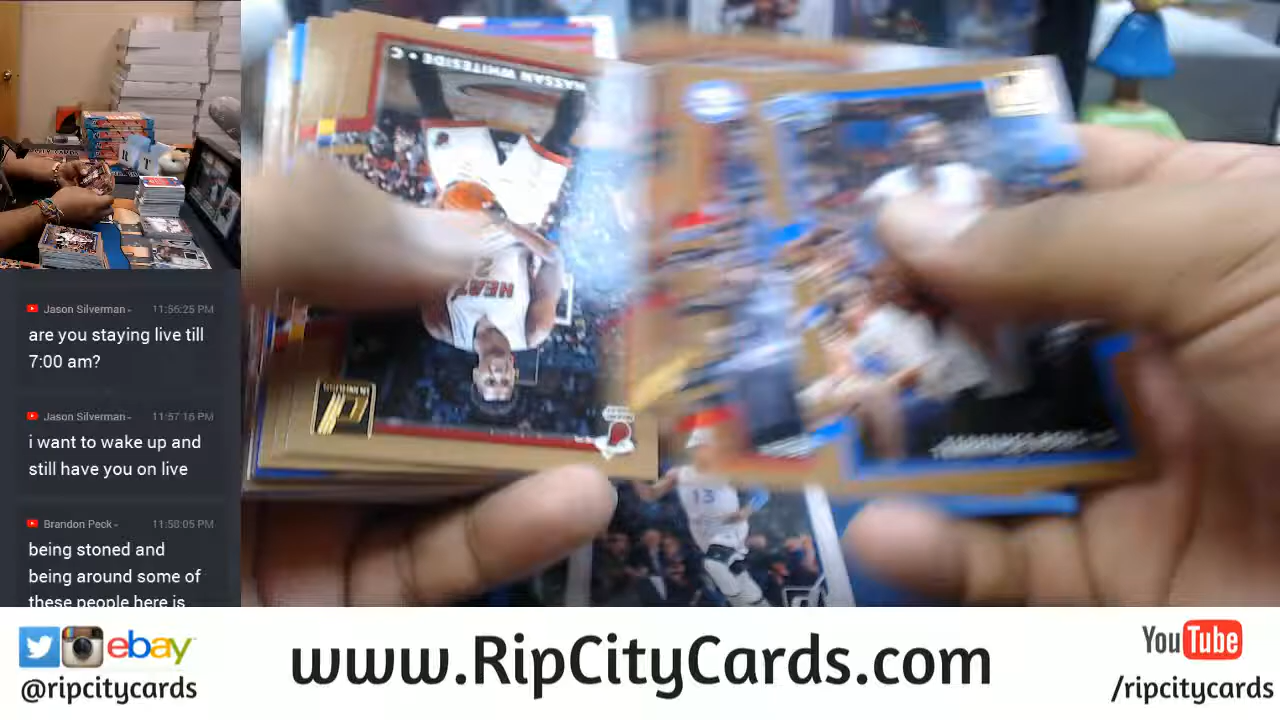 HASSAN WHITESIDE • C
HEAT
2
13
Jason Silverman 11:56:25 PM
are you staying live till
7:00 am?
Jason Silverman 11:57:16 PM
i want to wake up and
still have you on live
Brandon Peck 11:58:05 PM
being stoned and
being around some of
these people here is
ebay
@ripcitycards
www.RipCityCards.com
YouTube
/ripcitycards